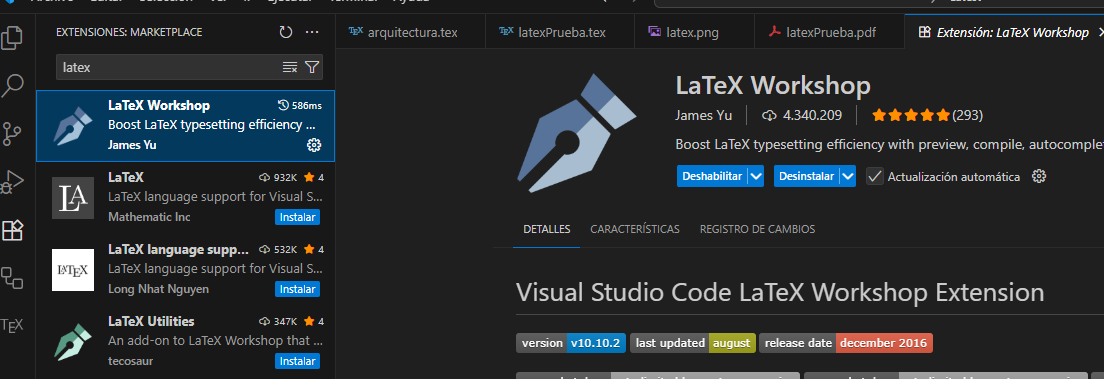 EXTENSIONES: MARKETPLACE
latex
LaTeX Workshop 586ms
Boost LaTeX typesetting efficiency ...
James Yu
LaTeX 932K 4
LaTeX language support for Visual S...
Mathematic Inc Instalar
LaTeX language supp... 532K 4
LaTeX language support for Visual S...
Long Nhat Nguyen Instalar
LaTeX Utilities 347K 4
An add-on to LaTeX Workshop that ...
tecosaur Instalar
TEX
LA
LATEX
TEX arquitectura.tex
TEX latexPrueba.tex
latex.png
latexPrueba.pdf
Extensión: LaTeX Workshop
LaTeX Workshop
James Yu 4.340.209 (293)
Boost LaTeX typesetting efficiency with preview, compile, autocomplet
Deshabilitar Desinstalar Actualización automática
DETALLES CARACTERÍSTICAS REGISTRO DE CAMBIOS
Visual Studio Code LaTeX Workshop Extension
version v10.10.2 last updated august release date december 2016